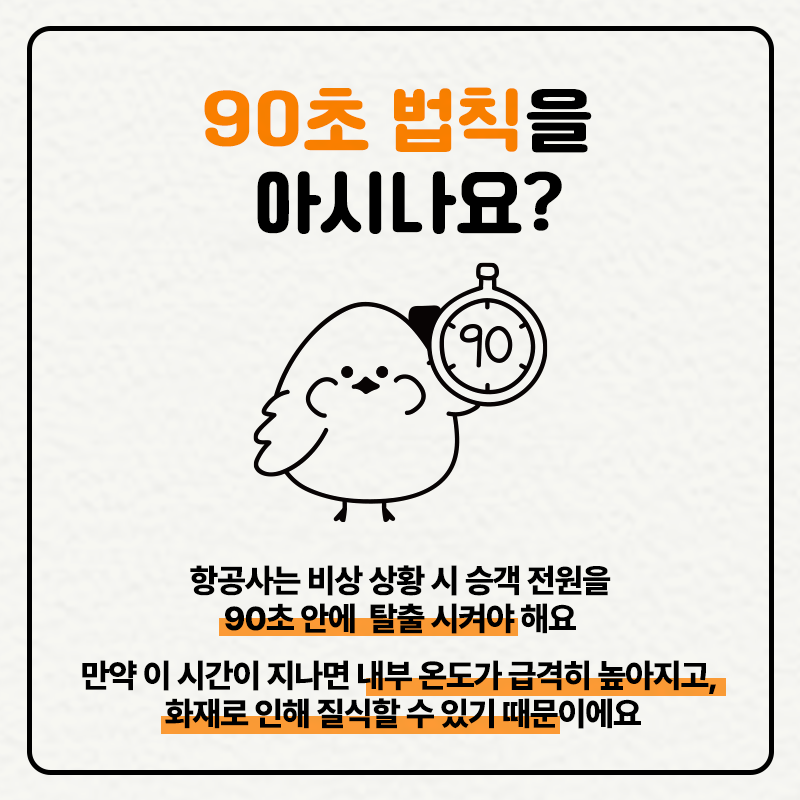 90초 법칙을
아시나요?
90
항공사는 비상 상황 시 승객 전원을
90초 안에 탈출 시켜야 해요
만약 이 시간이 지나면 내부 온도가 급격히 높아지고,
화재로 인해 질식할 수 있기 때문이에요